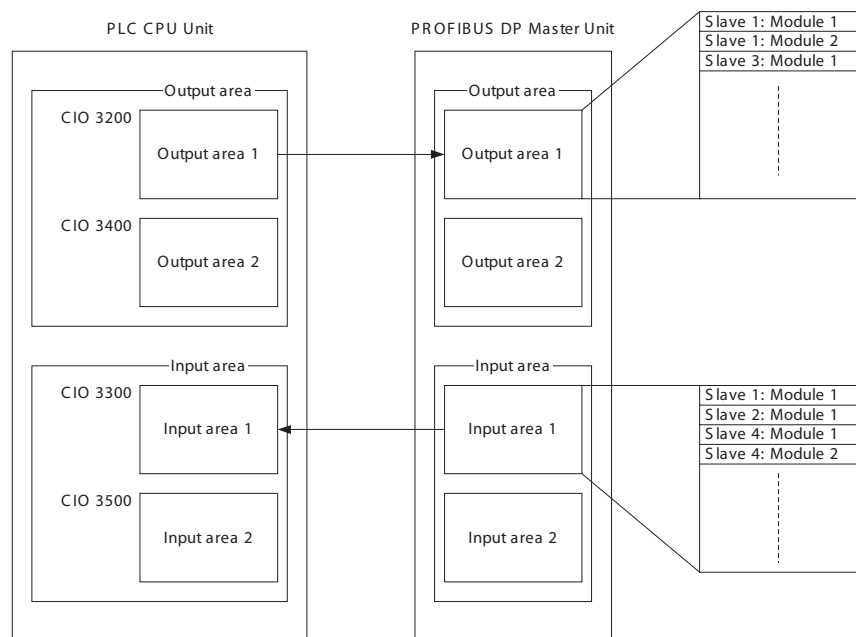 PLC CPU Unit
PROFIBUS DP Master Unit
Output area
CIO 3200
Output area 1
CIO 3400
Output area 2
Input area
CIO 3300
Input area 1
CIO 3500
Input area 2
Output area
Output area 1
Output area 2
Input area
Input area 1
Input area 2
Slave 1: Module 1
Slave 1: Module 2
Slave 3: Module 1
Slave 1: Module 1
Slave 2: Module 1
Slave 4: Module 1
Slave 4: Module 2